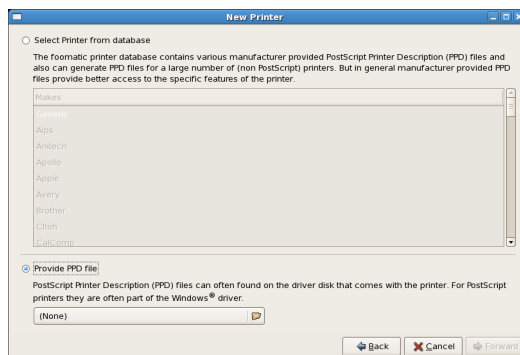 New Printer
Select Printer from database
The foomatic printer database contains various manufacturer provided PostScript Printer Description (PPD) files and
also can generate PPD files for a large number of (non PostScript) printers. But in general manufacturer provided PPD
files provide better access to the specific features of the printer.
Makes
Generic
Alps
Anitech
Apollo
Apple
Avery
Brother
Citoh
CalComp
Provide PPD file
PostScript Printer Description (PPD) files can often found on the driver disk that comes with the printer. For PostScript
printers they are often part of the Windows® driver.
(None)
Back
Cancel
Forward